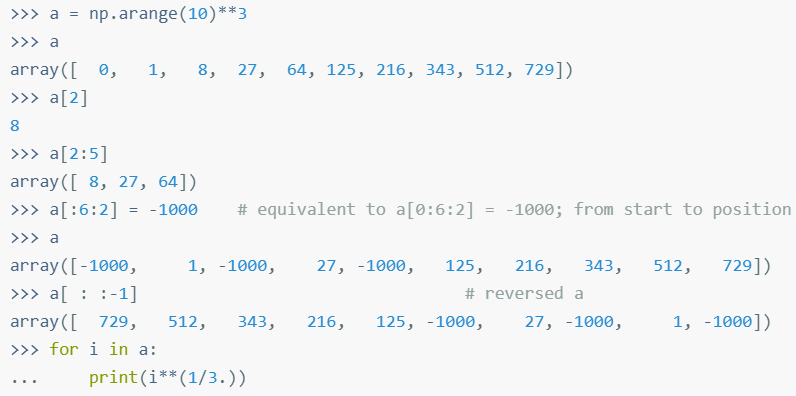 >>> a = np.arange(10)**3
>>> a
array([  0,   1,   8,  27,  64, 125, 216, 343, 512, 729])
>>> a[2]
8
>>> a[2:5]
array([ 8, 27, 64])
>>> a[:6:2] = -1000    # equivalent to a[0:6:2] = -1000; from start to position
>>> a
array([-1000,     1, -1000,    27, -1000,   125,   216,   343,   512,   729])
>>> a[ : :-1]                                 # reversed a
array([  729,   512,   343,   216,   125, -1000,    27, -1000,     1, -1000])
>>> for i in a:
...     print(i**(1/3.))